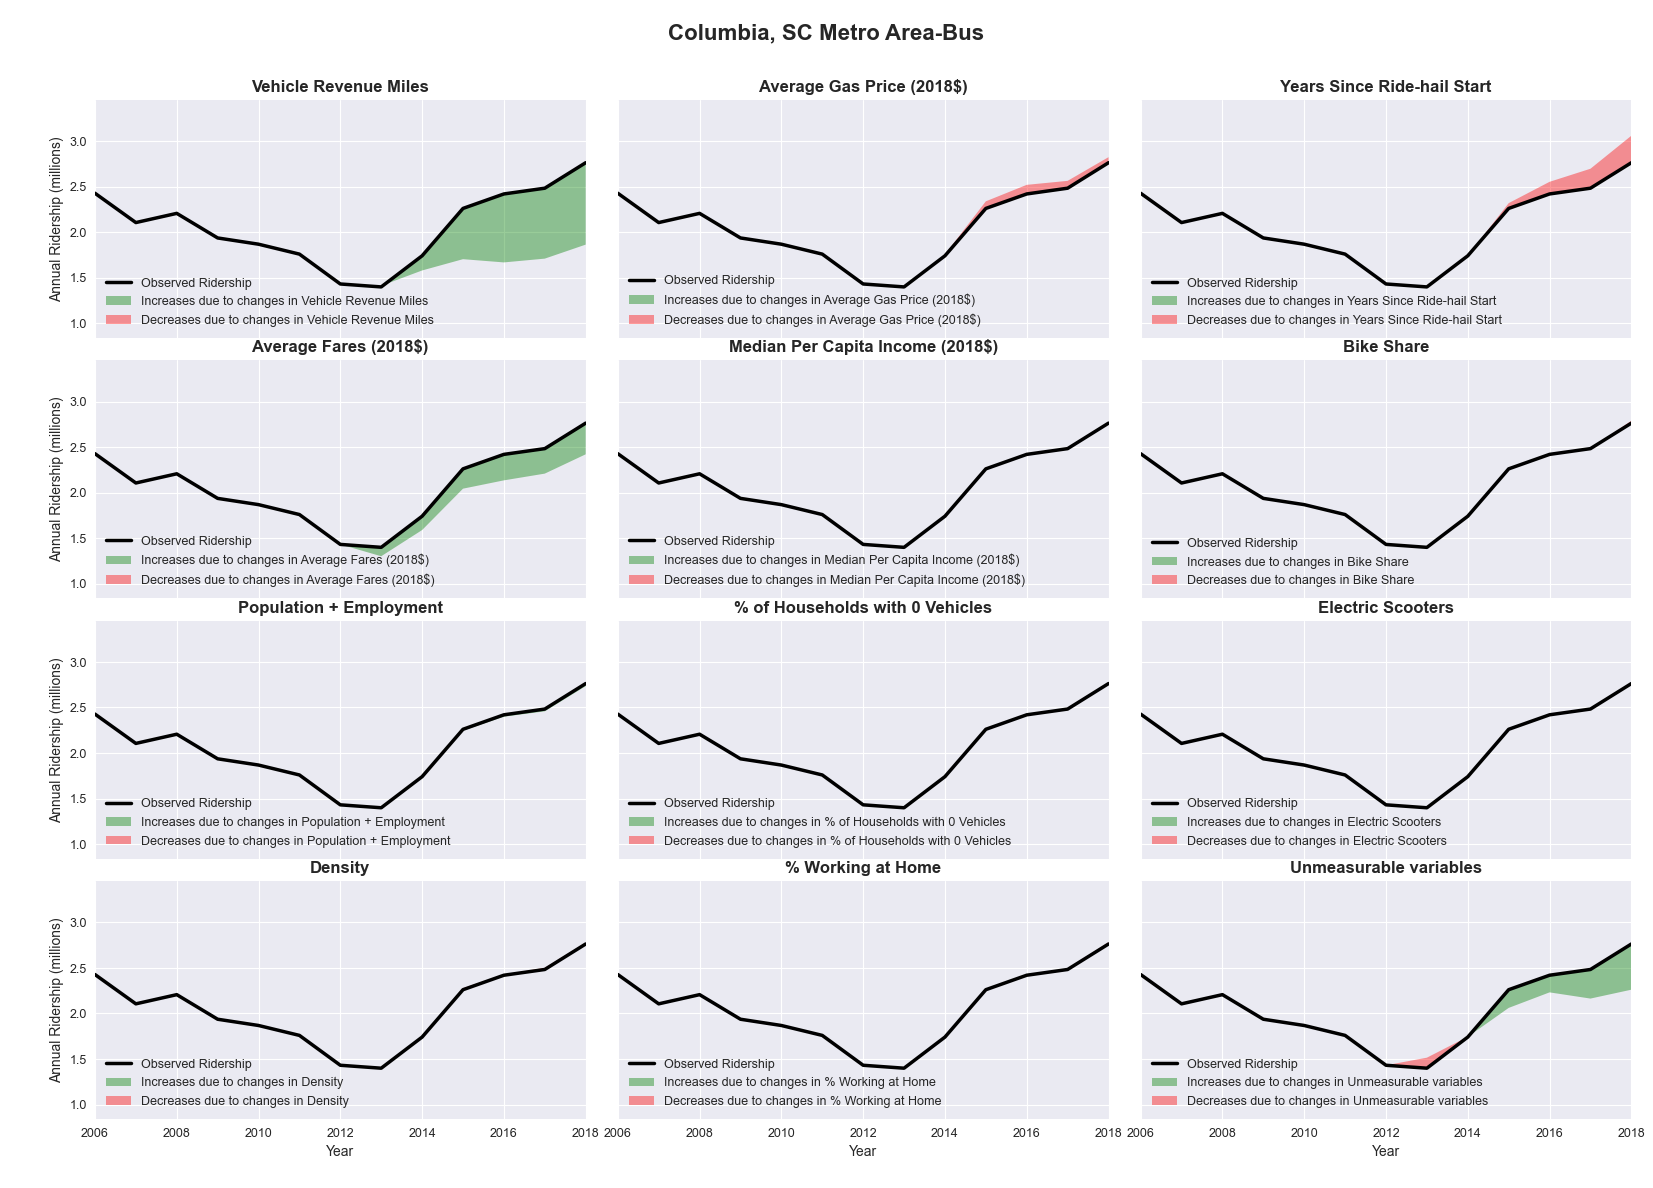 Columbia, SC Metro Area-Bus
Vehicle Revenue Miles
Average Gas Price (2018$)
Years Since Ride-hail Start
Annual Ridership (millions)
3.0
2.5
2.0
1.5
1.0
Observed Ridership
Increases due to changes in Vehicle Revenue Miles
Decreases due to changes in Vehicle Revenue Miles
Observed Ridership
Increases due to changes in Average Gas Price (2018$)
Decreases due to changes in Average Gas Price (2018$)
Observed Ridership
Increases due to changes in Years Since Ride-hail Start
Decreases due to changes in Years Since Ride-hail Start
Average Fares (2018$)
Median Per Capita Income (2018$)
Bike Share
Annual Ridership (millions)
3.0
2.5
2.0
1.5
1.0
Observed Ridership
Increases due to changes in Average Fares (2018$)
Decreases due to changes in Average Fares (2018$)
Observed Ridership
Increases due to changes in Median Per Capita Income (2018$)
Decreases due to changes in Median Per Capita Income (2018$)
Observed Ridership
Increases due to changes in Bike Share
Decreases due to changes in Bike Share
Population + Employment
% of Households with 0 Vehicles
Electric Scooters
Annual Ridership (millions)
3.0
2.5
2.0
1.5
1.0
Observed Ridership
Increases due to changes in Population + Employment
Decreases due to changes in Population + Employment
Observed Ridership
Increases due to changes in % of Households with 0 Vehicles
Decreases due to changes in % of Households with 0 Vehicles
Observed Ridership
Increases due to changes in Electric Scooters
Decreases due to changes in Electric Scooters
Density
% Working at Home
Unmeasurable variables
Annual Ridership (millions)
3.0
2.5
2.0
1.5
1.0
Observed Ridership
Increases due to changes in Density
Decreases due to changes in Density
Observed Ridership
Increases due to changes in % Working at Home
Decreases due to changes in % Working at Home
Observed Ridership
Increases due to changes in Unmeasurable variables
Decreases due to changes in Unmeasurable variables
2006 2008 2010 2012 2014 2016 2018
2006 2008 2010 2012 2014 2016 2018
2006 2008 2010 2012 2014 2016 2018
Year
Year
Year